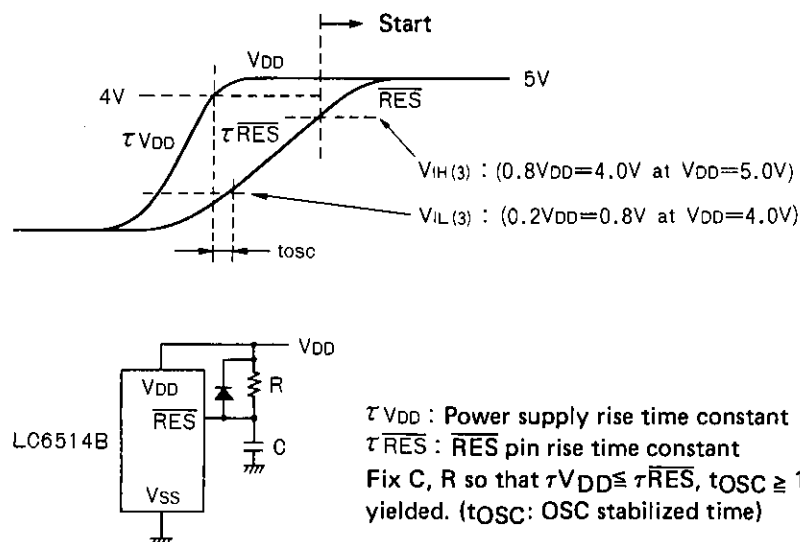 Start
VDD
4V
5V
RES
τVDD
τRES
VIH(3) : (0.8VDD=4.0V at VDD=5.0V)
VIL(3) : (0.2VDD=0.8V at VDD=4.0V)
tosc
VDD
VDD
R
RES
LC6514B
C
VSS
τVDD : Power supply rise time constant
τRES : RES pin rise time constant
Fix C, R so that τVDD≦ τRES, tOSC ≧ 1
yielded. (tOSC: OSC stabilized time)